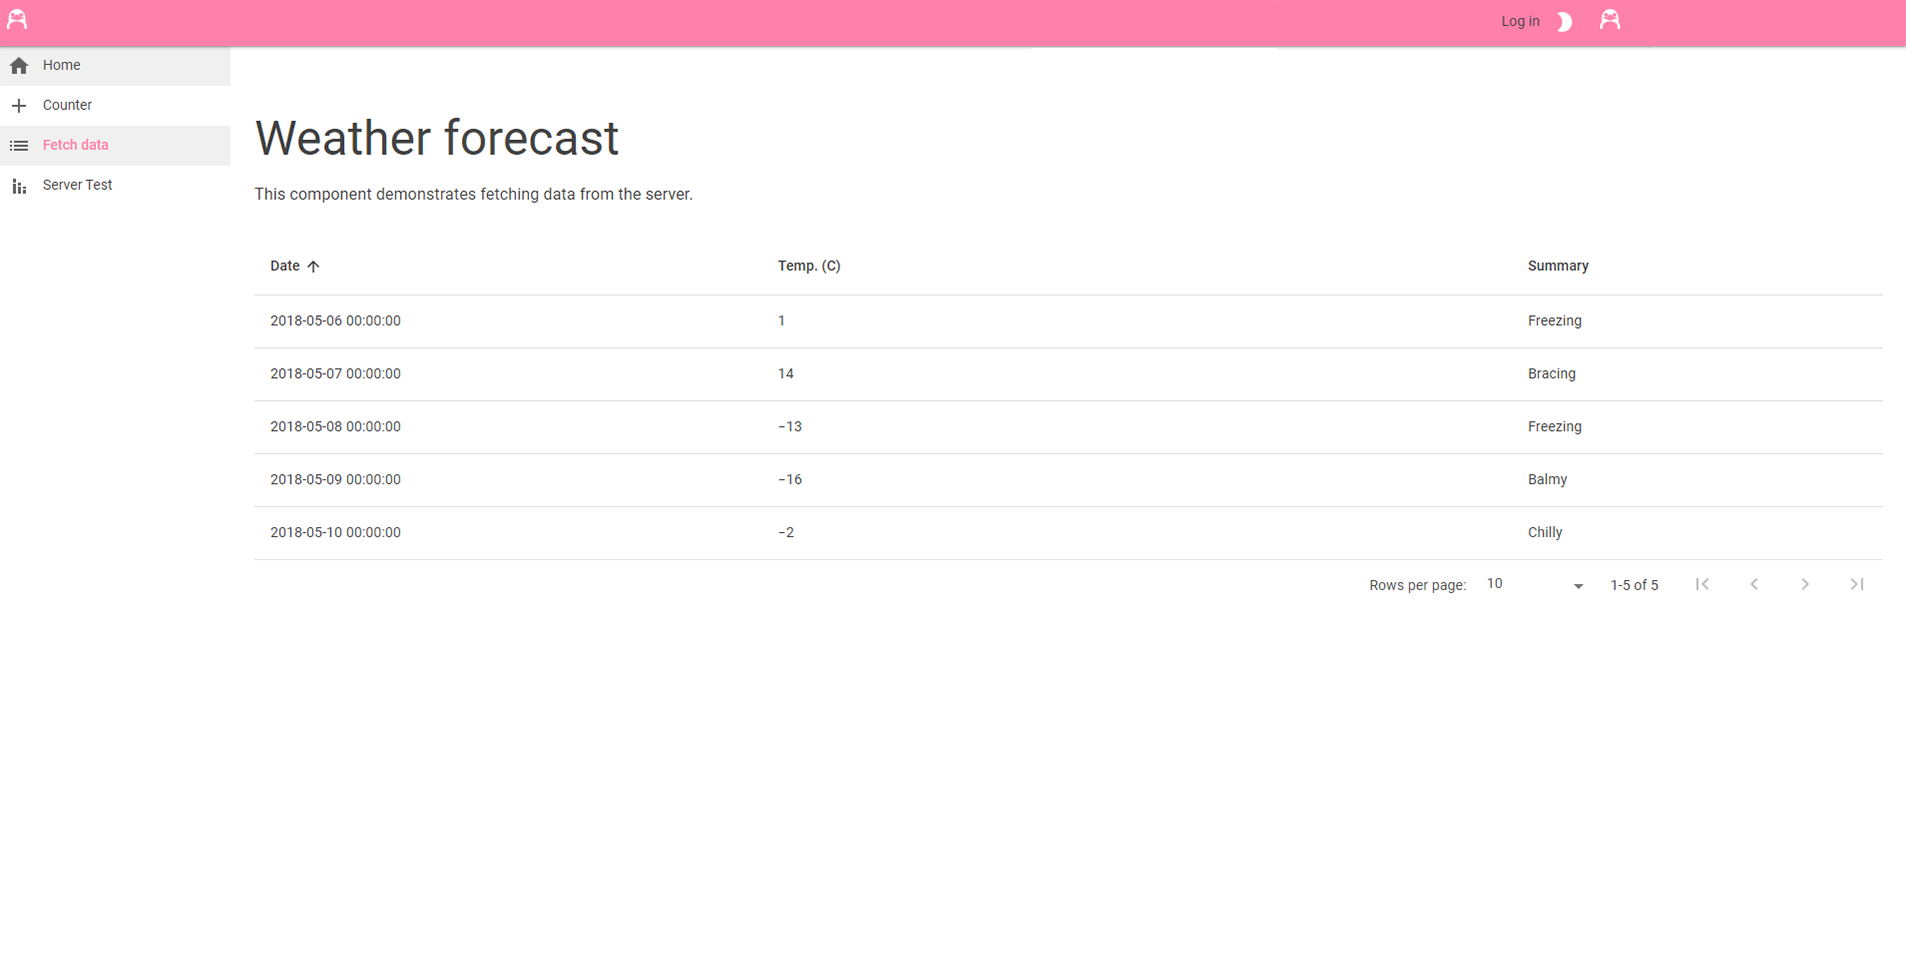 Log in
Home
Counter
Fetch data
Server Test
Weather forecast
This component demonstrates fetching data from the server.
Date Temp. (C) Summary
2018-05-06 00:00:00 1 Freezing
2018-05-07 00:00:00 14 Bracing
2018-05-08 00:00:00 −13 Freezing
2018-05-09 00:00:00 −16 Balmy
2018-05-10 00:00:00 −2 Chilly
Rows per page: 10 1-5 of 5